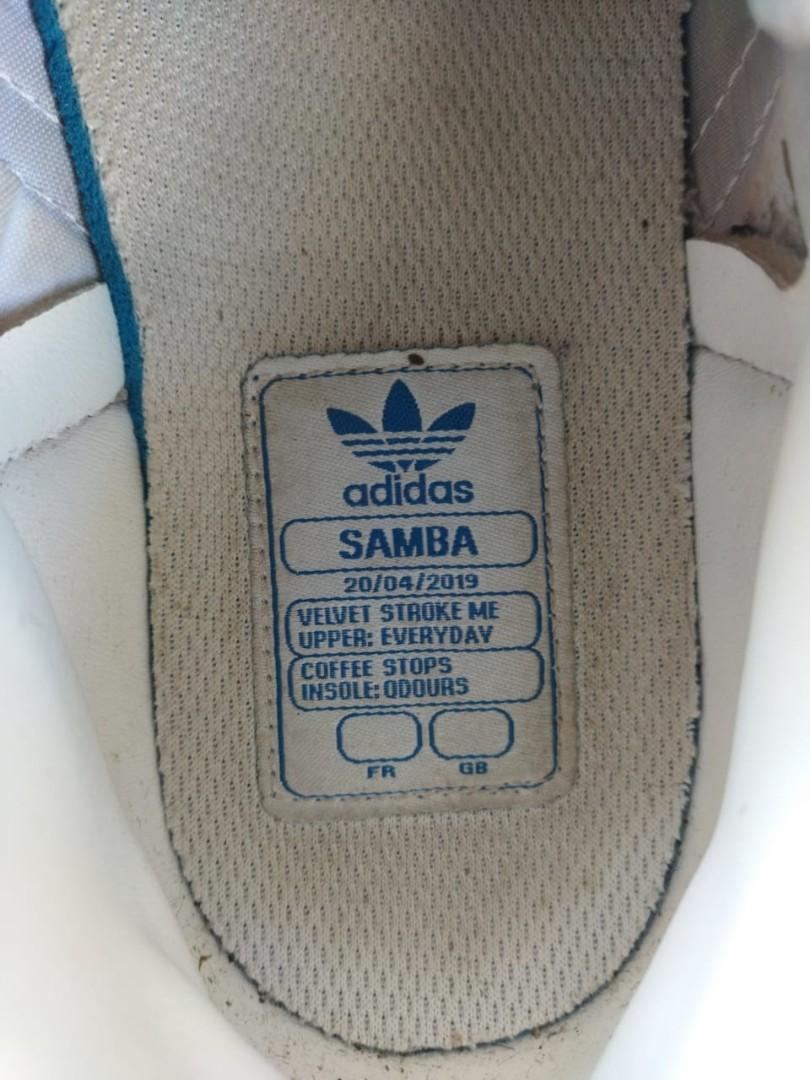 adidas
SAMBA
20/04/2019
VELVET STROKE ME
UPPER: EVERYDAY
COFFEE STOPS
INSOLE: ODOURS
FR GB